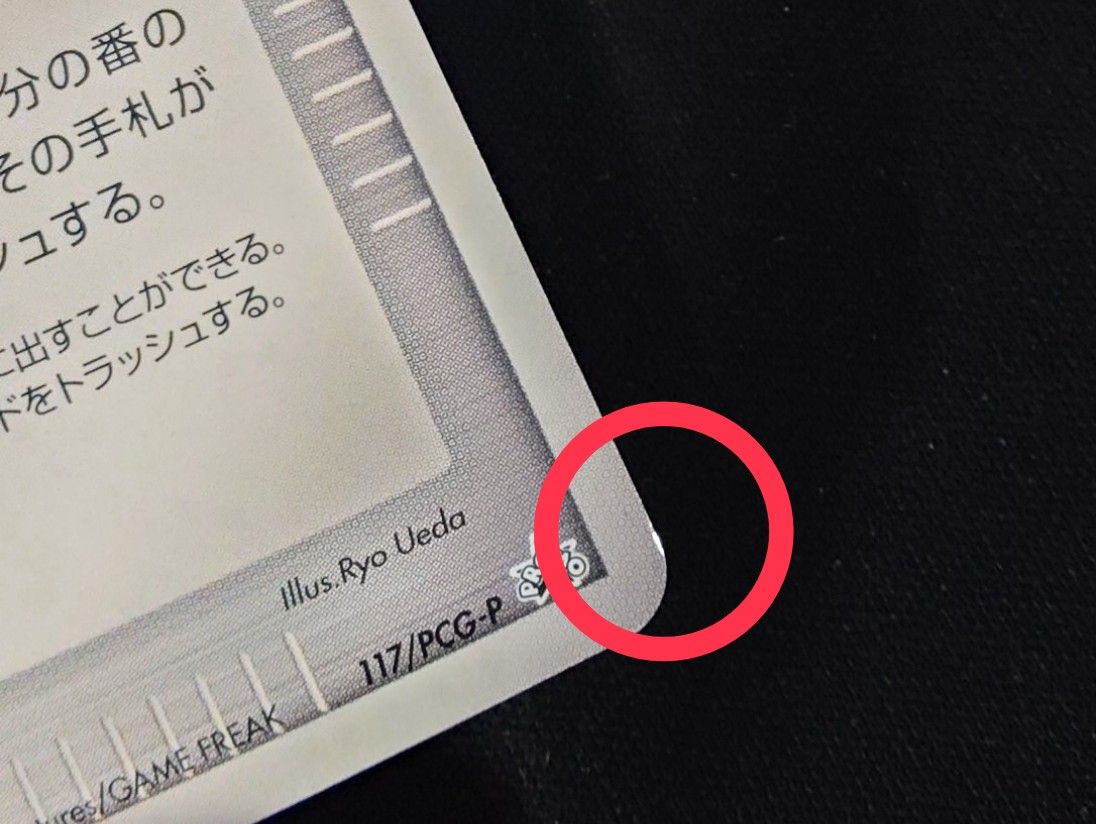 分の番の
その手札が
ュする。
に出すことができる。
ドをトラッシュする。
Illus.Ryo Ueda
117/PCG-P
ures/GAME FREAK